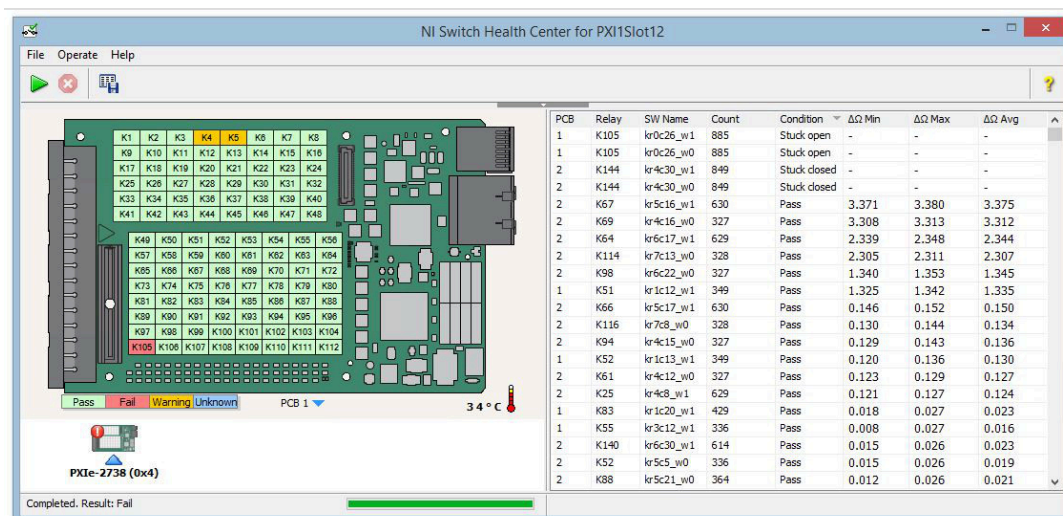 NI Switch Health Center for PXI1Slot12
File Operate Help
K1 K2 K3 K4 K5 K6 K7 K8
K9 K10 K11 K12 K13 K14 K15 K16
K17 K18 K19 K20 K21 K22 K23 K24
K25 K26 K27 K28 K29 K30 K31 K32
K33 K34 K35 K36 K37 K38 K39 K40
K41 K42 K43 K44 K45 K46 K47 K48
K49 K50 K51 K52 K53 K54 K55 K56
K57 K58 K59 K60 K61 K62 K63 K64
K65 K66 K67 K68 K69 K70 K71 K72
K73 K74 K75 K76 K77 K78 K79 K80
K81 K82 K83 K84 K85 K86 K87 K88
K89 K90 K91 K92 K93 K94 K95 K96
K97 K98 K99 K100 K101 K102 K103 K104
K105 K106 K107 K108 K109 K110 K111 K112
Pass Fail Warning Unknown PCB 1 34°C
PXIe-2738 (0x4)
PCB Relay SW Name Count Condition ΔΩ Min ΔΩ Max ΔΩ Avg
1 K105 kr0c26_w1 885 Stuck open - - -
1 K105 kr0c26_w0 885 Stuck open - - -
2 K144 kr4c30_w1 849 Stuck closed - - -
2 K144 kr4c30_w0 849 Stuck closed - - -
2 K67 kr5c16_w1 630 Pass 3.371 3.380 3.375
2 K69 kr4c16_w0 327 Pass 3.308 3.313 3.312
2 K64 kr6c17_w1 629 Pass 2.339 2.348 2.344
2 K114 kr7c13_w0 328 Pass 2.305 2.311 2.307
2 K98 kr6c22_w0 327 Pass 1.340 1.353 1.345
1 K51 kr1c12_w1 349 Pass 1.325 1.342 1.335
2 K66 kr5c17_w1 630 Pass 0.146 0.152 0.150
2 K116 kr7c8_w0 328 Pass 0.130 0.144 0.134
2 K94 kr4c15_w0 327 Pass 0.129 0.143 0.136
1 K52 kr1c13_w1 349 Pass 0.120 0.136 0.130
2 K61 kr4c12_w0 327 Pass 0.123 0.129 0.127
2 K25 kr4c8_w1 629 Pass 0.121 0.127 0.124
1 K83 kr1c20_w1 429 Pass 0.018 0.027 0.023
1 K55 kr3c12_w1 336 Pass 0.008 0.027 0.016
2 K140 kr6c30_w1 614 Pass 0.015 0.026 0.023
2 K52 kr5c5_w0 336 Pass 0.015 0.026 0.019
2 K88 kr5c21_w0 364 Pass 0.012 0.026 0.021
Completed. Result: Fail